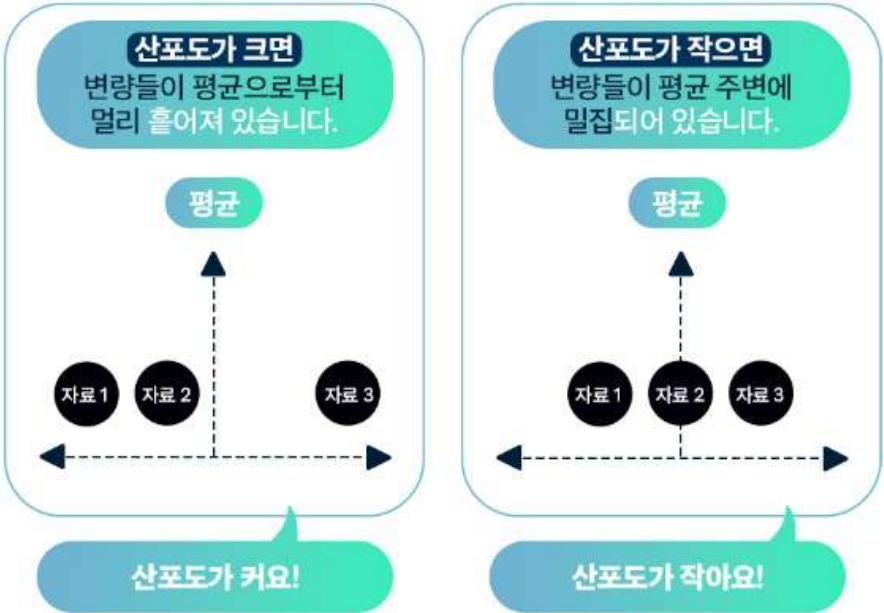 산포도가 크면
변량들이 평균으로부터
멀리 흩어져 있습니다.
평균
자료 1
자료 2
자료 3
산포도가 커요!
산포도가 작으면
변량들이 평균 주변에
밀집되어 있습니다.
평균
자료 1
자료 2
자료 3
산포도가 작아요!